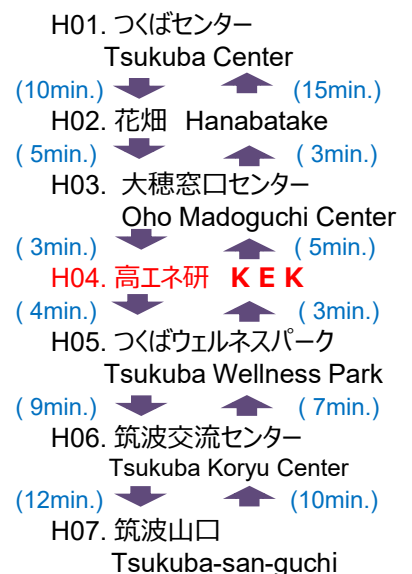 H01. つくばセンター
Tsukuba Center
(10min.) (15min.)
H02. 花畑 Hanabatake
( 5min.) ( 3min.)
H03. 大穂窓口センター
Oho Madoguchi Center
( 3min.) ( 5min.)
H04. 高エネ研 K E K
( 4min.) ( 3min.)
H05. つくばウェルネスパーク
Tsukuba Wellness Park
( 9min.) ( 7min.)
H06. 筑波交流センター
Tsukuba Koryu Center
(12min.) (10min.)
H07. 筑波山口
Tsukuba-san-guchi